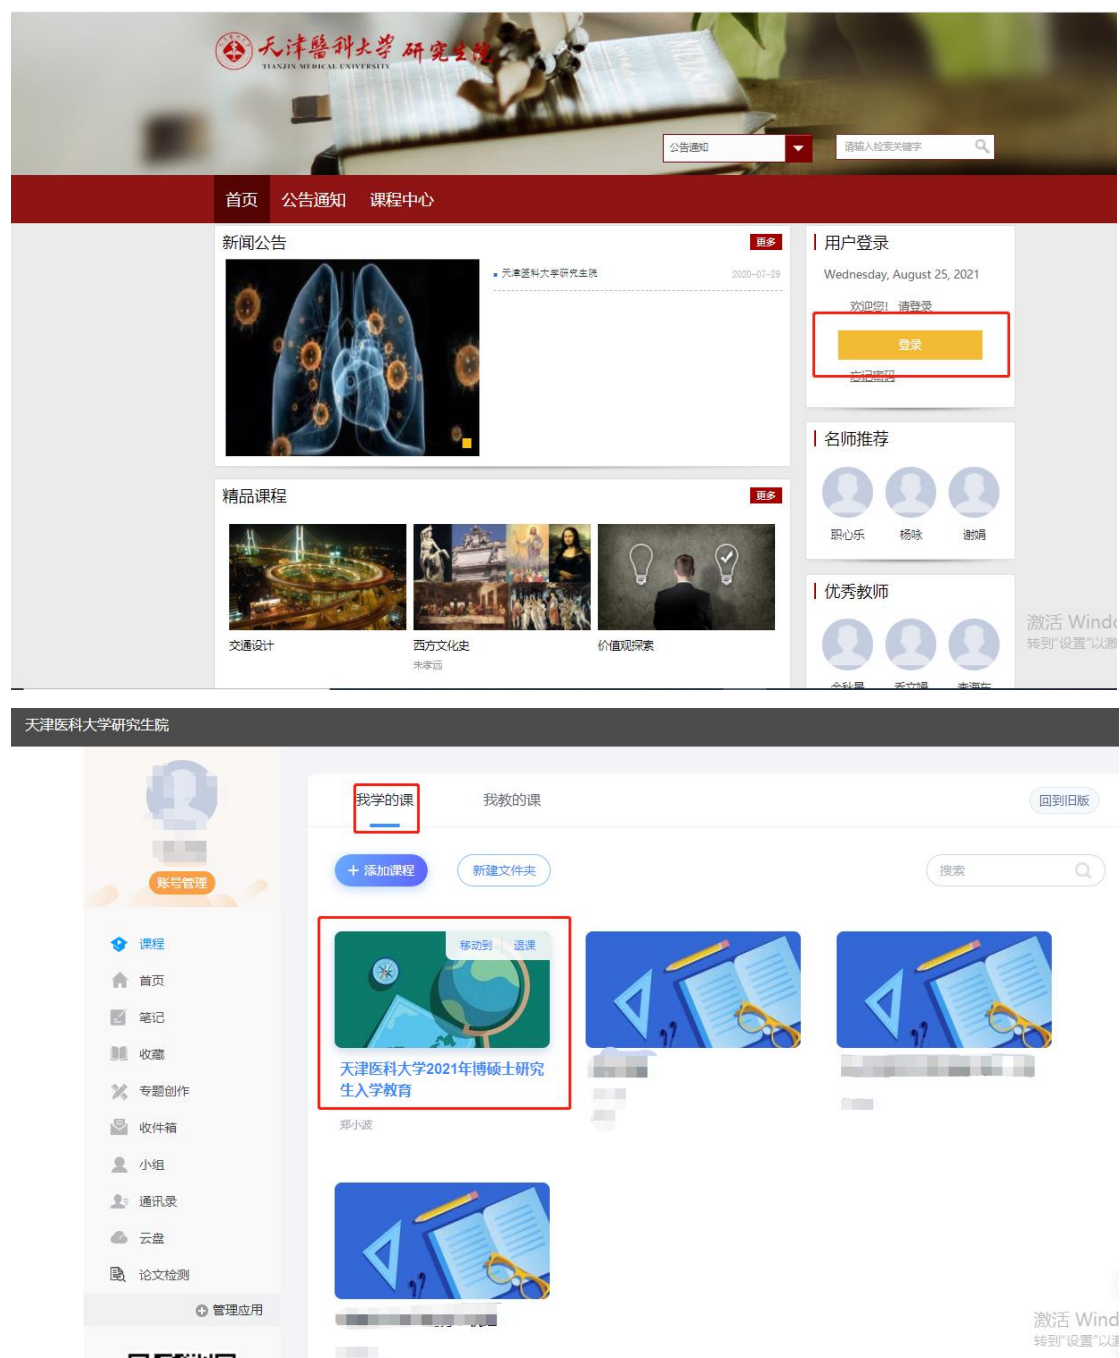 天津醫科大学 研究生院
TIANJIN MEDICAL UNIVERSITY
公告通知
请输入检索关键字
首页 公告通知 课程中心
新闻公告 更多
天津医科大学研究生院 2020-07-29
用户登录
Wednesday, August 25, 2021
欢迎您! 请登录
登录
忘记密码
名师推荐
职心乐 杨咏 谢娟
精品课程 更多
交通设计 西方文化史 价值观探索
朱孝远
优秀教师
激活 Windo
转到"设置"以激
天津医科大学研究生院
我学的课 我教的课 回到旧版
账号管理
+ 添加课程 新建文件夹 搜索
移动到 退课
天津医科大学2021年博硕士研究
生入学教育
郑小波
课程
首页
笔记
收藏
专题创作
收件箱
小组
通讯录
云盘
论文检测
管理应用
激活 Wind
转到"设置"以激